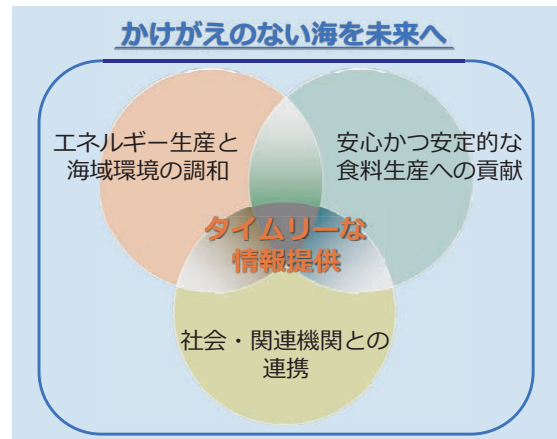 かけがえのない海を未来へ
エネルギー生産と
海域環境の調和
安心かつ安定的な
食料生産への貢献
タイムリーな
情報提供
社会・関連機関との
連携